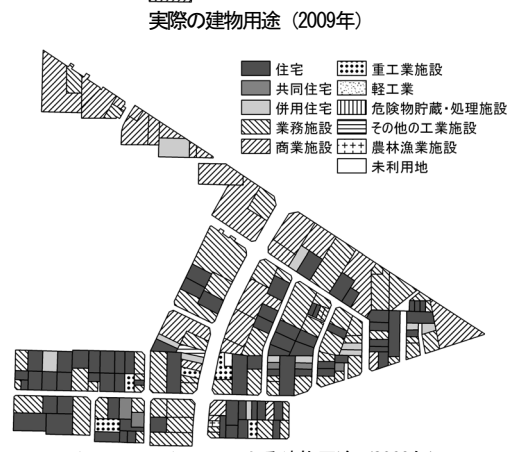 実際の建物用途（2009年）
住宅
共同住宅
併用住宅
業務施設
商業施設
重工業施設
軽工業
危険物貯蔵・処理施設
その他の工業施設
農林漁業施設
未利用地